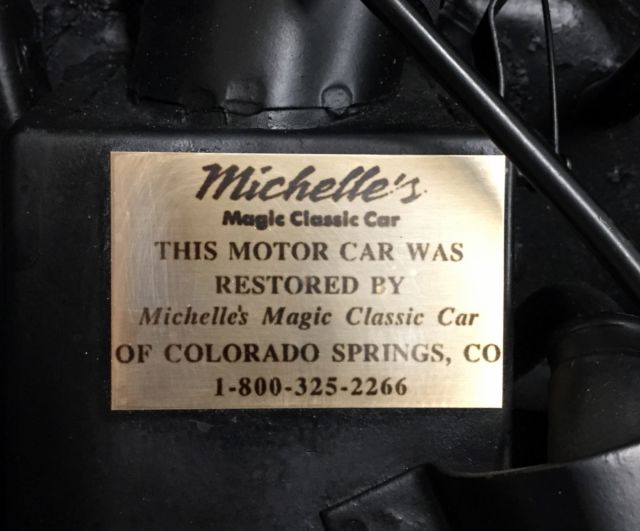 Michelle's
Magic Classic Car
THIS MOTOR CAR WAS
RESTORED BY
Michelle's Magic Classic Car
OF COLORADO SPRINGS, CO
1-800-325-2266